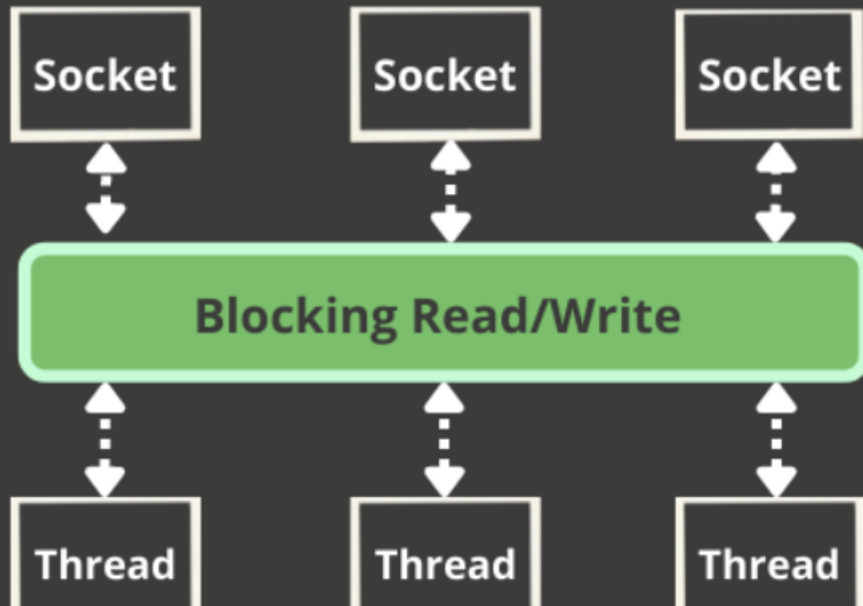 Socket
Socket
Socket
Blocking Read/Write
Thread
Thread
Thread